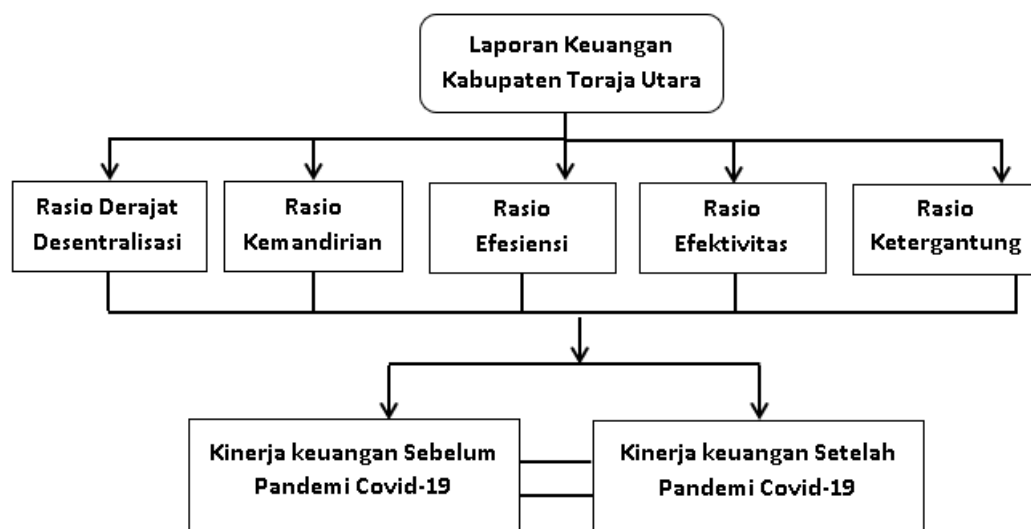 Laporan Keuangan
Kabupaten Toraja Utara
Rasio Derajat
Desentralisasi
Rasio
Kemandirian
Rasio
Efesiensi
Rasio
Efektivitas
Rasio
Ketergantung
Kinerja keuangan Sebelum
Pandemi Covid-19
Kinerja keuangan Setelah
Pandemi Covid-19